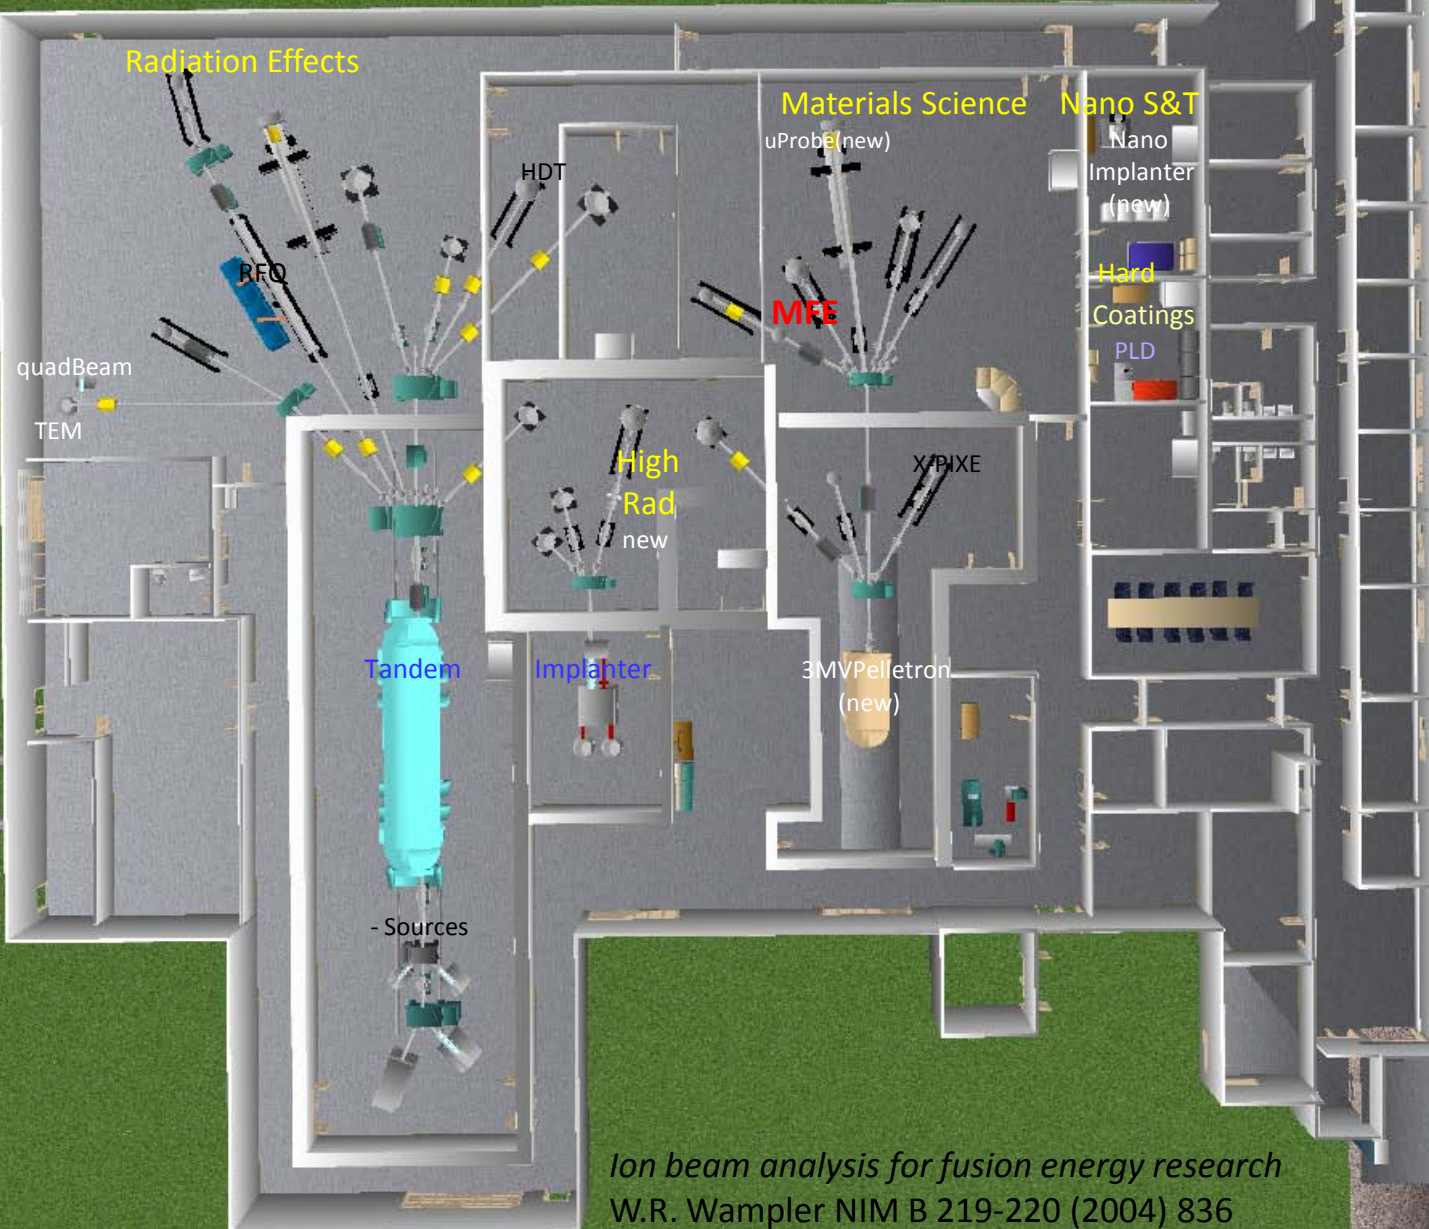 Radiation Effects
Materials Science
Nano S&T
uProbe(new)
Nano
Implanter
(new)
HDT
RFQ
Hard
Coatings
PLD
MFE
quadBeam
TEM
High
Rad
new
X-PIXE
Tandem
Implanter
3MVPelletron
(new)
- Sources
Ion beam analysis for fusion energy research
W.R. Wampler NIM B 219-220 (2004) 836